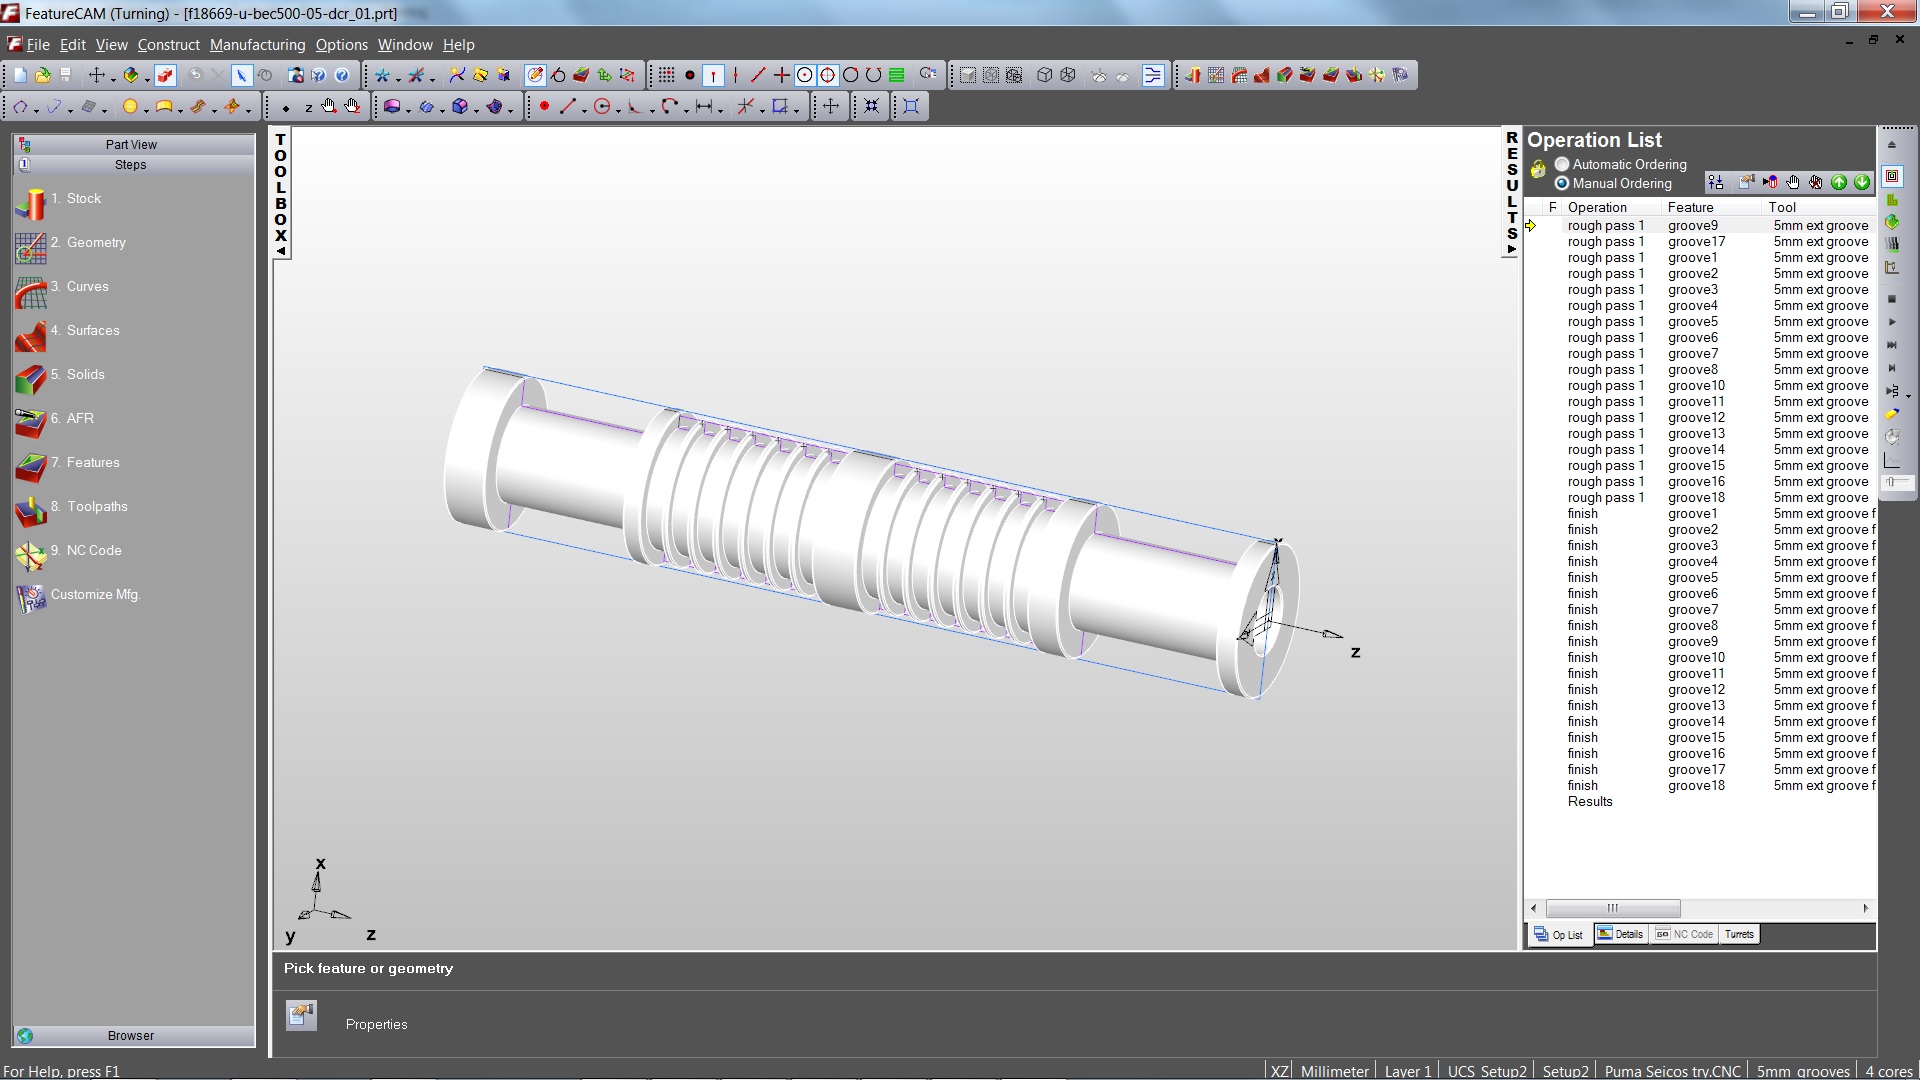 FeatureCAM (Turning) - [f18669-u-bec500-05-dcr_01.prt]
File Edit View Construct Manufacturing Options Window Help
Part View
Steps
1. Stock
2. Geometry
3. Curves
4. Surfaces
5. Solids
6. AFR
7. Features
8. Toolpaths
9. NC Code
Customize Mfg.
Browser
TOOLBOX
z
z
x
y
z
RESULTS
Operation List
Automatic Ordering
Manual Ordering
F Operation Feature Tool
rough pass 1 groove9 5mm ext groove
rough pass 1 groove17 5mm ext groove
rough pass 1 groove1 5mm ext groove
rough pass 1 groove2 5mm ext groove
rough pass 1 groove3 5mm ext groove
rough pass 1 groove4 5mm ext groove
rough pass 1 groove5 5mm ext groove
rough pass 1 groove6 5mm ext groove
rough pass 1 groove7 5mm ext groove
rough pass 1 groove8 5mm ext groove
rough pass 1 groove10 5mm ext groove
rough pass 1 groove11 5mm ext groove
rough pass 1 groove12 5mm ext groove
rough pass 1 groove13 5mm ext groove
rough pass 1 groove14 5mm ext groove
rough pass 1 groove15 5mm ext groove
rough pass 1 groove16 5mm ext groove
rough pass 1 groove18 5mm ext groove
finish groove1 5mm ext groove f
finish groove2 5mm ext groove f
finish groove3 5mm ext groove f
finish groove4 5mm ext groove f
finish groove5 5mm ext groove f
finish groove6 5mm ext groove f
finish groove7 5mm ext groove f
finish groove8 5mm ext groove f
finish groove9 5mm ext groove f
finish groove10 5mm ext groove f
finish groove11 5mm ext groove f
finish groove12 5mm ext groove f
finish groove13 5mm ext groove f
finish groove14 5mm ext groove f
finish groove15 5mm ext groove f
finish groove16 5mm ext groove f
finish groove17 5mm ext groove f
finish groove18 5mm ext groove f
Results
Op List Details NC Code Turrets
Pick feature or geometry
Properties
For Help, press F1
XZ Millimeter Layer 1 UCS_Setup2 Setup2 Puma Seicos try.CNC 5mm_grooves 4 cores